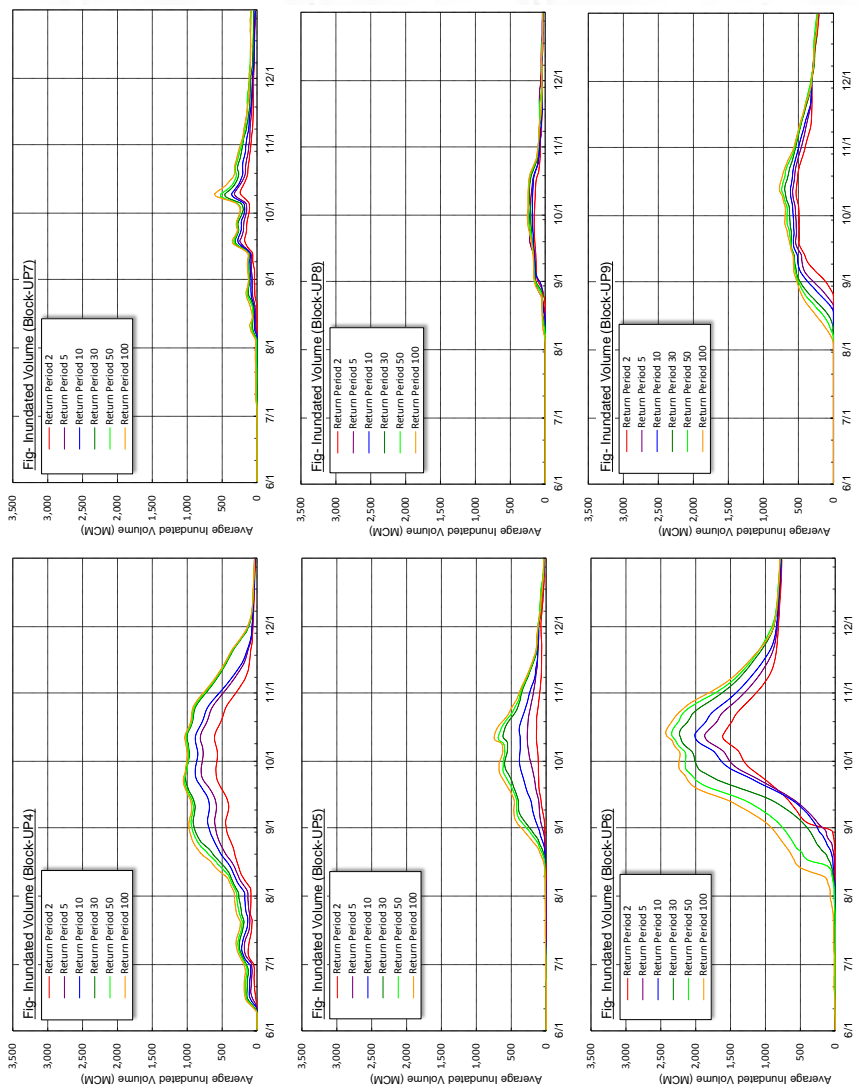 Fig- Inundated Volume (Block-UP4)
3,500
3,000
2,500
2,000
1,500
1,000
500
0
Average Inundated Volume (MCM)
Return Period 2
Return Period 5
Return Period 10
Return Period 30
Return Period 50
Return Period 100
6/1 7/1 8/1 9/1 10/1 11/1 12/1
Fig- Inundated Volume (Block-UP7)
3,500
3,000
2,500
2,000
1,500
1,000
500
0
Average Inundated Volume (MCM)
Return Period 2
Return Period 5
Return Period 10
Return Period 30
Return Period 50
Return Period 100
6/1 7/1 8/1 9/1 10/1 11/1 12/1
Fig- Inundated Volume (Block-UP5)
3,500
3,000
2,500
2,000
1,500
1,000
500
0
Average Inundated Volume (MCM)
Return Period 2
Return Period 5
Return Period 10
Return Period 30
Return Period 50
Return Period 100
6/1 7/1 8/1 9/1 10/1 11/1 12/1
Fig- Inundated Volume (Block-UP8)
3,500
3,000
2,500
2,000
1,500
1,000
500
0
Average Inundated Volume (MCM)
Return Period 2
Return Period 5
Return Period 10
Return Period 30
Return Period 50
Return Period 100
6/1 7/1 8/1 9/1 10/1 11/1 12/1
Fig- Inundated Volume (Block-UP6)
3,500
3,000
2,500
2,000
1,500
1,000
500
0
Average Inundated Volume (MCM)
Return Period 2
Return Period 5
Return Period 10
Return Period 30
Return Period 50
Return Period 100
6/1 7/1 8/1 9/1 10/1 11/1 12/1
Fig- Inundated Volume (Block-UP9)
3,500
3,000
2,500
2,000
1,500
1,000
500
0
Average Inundated Volume (MCM)
Return Period 2
Return Period 5
Return Period 10
Return Period 30
Return Period 50
Return Period 100
6/1 7/1 8/1 9/1 10/1 11/1 12/1